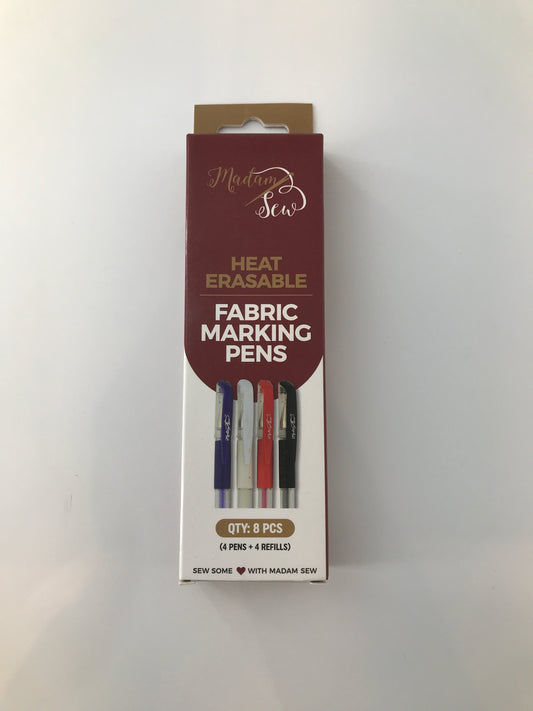 Madam
Sew
HEAT
ERASABLE
FABRIC
MARKING
PENS
QTY: 8 PCS
(4 PENS + 4 REFILLS)
SEW SOME ♥ WITH MADAM SEW